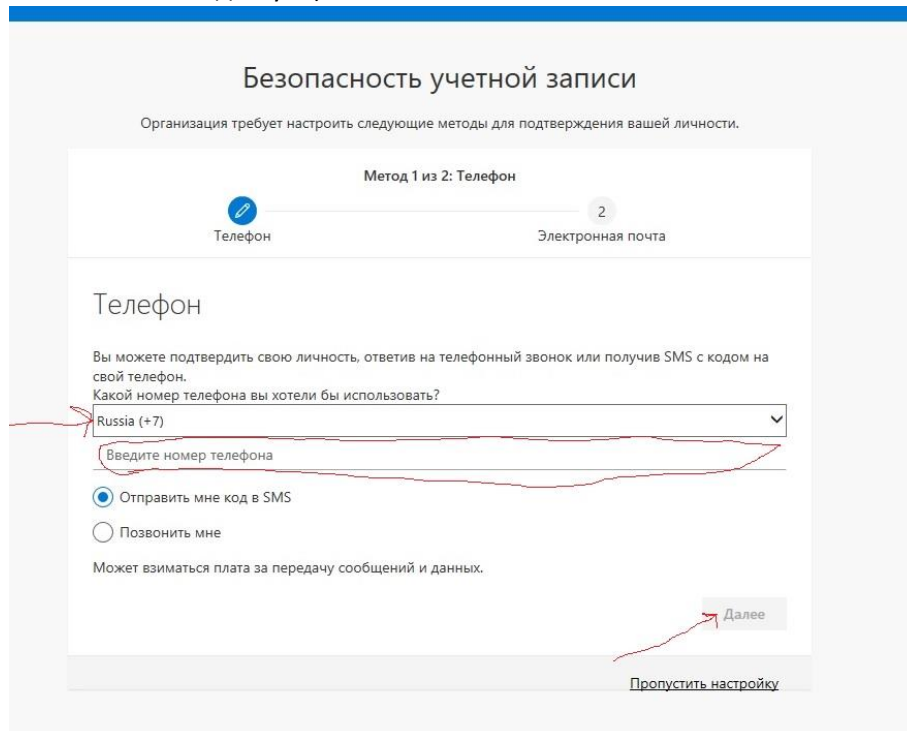 Безопасность учетной записи
Организация требует настроить следующие методы для подтверждения вашей личности.
Метод 1 из 2: Телефон
2
Телефон
Электронная почта
Телефон
Вы можете подтвердить свою личность, ответив на телефонный звонок или получив SMS с кодом на
свой телефон.
Какой номер телефона вы хотели бы использовать?
Russia (+7)
Введите номер телефона
Отправить мне код в SMS
Позвонить мне
Может взиматься плата за передачу сообщений и данных.
Далее
Пропустить настройку